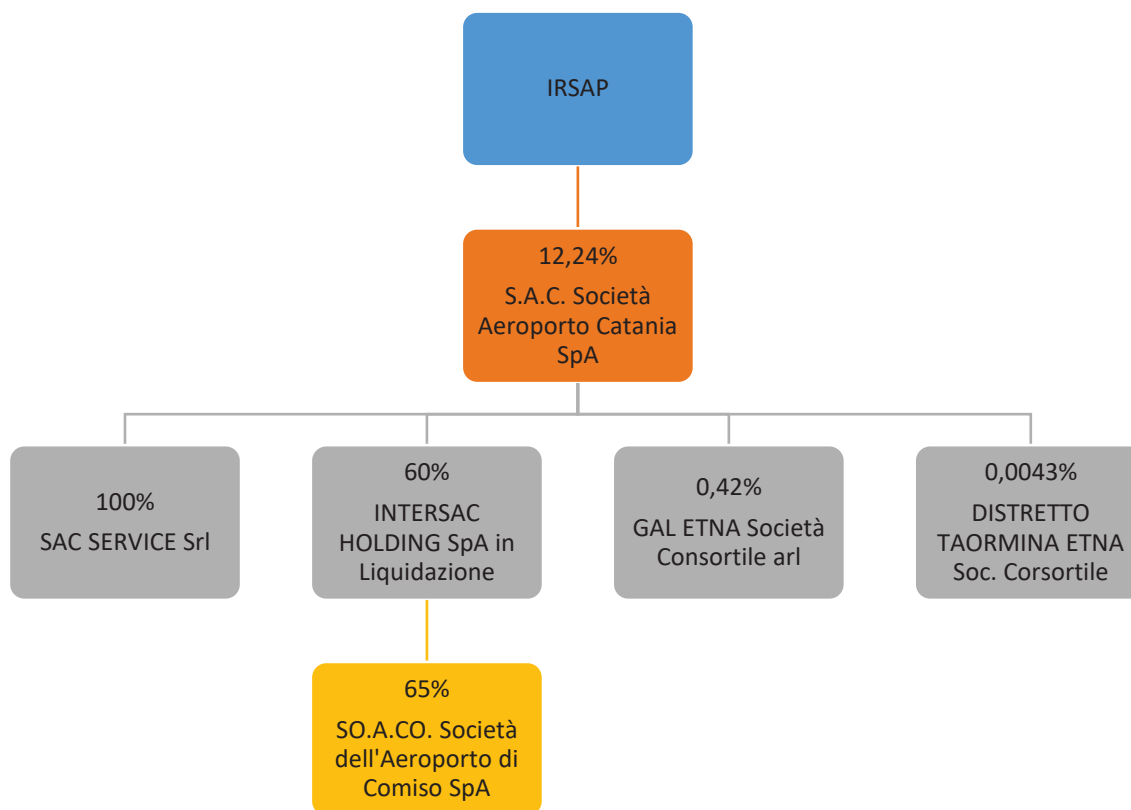 IRSAP
12,24%
S.A.C. Società
Aeroporto Catania
SpA
100%
SAC SERVICE Srl
60%
INTERSAC
HOLDING SpA in
Liquidazione
0,42%
GAL ETNA Società
Consortile arl
0,0043%
DISTRETTO
TAORMINA ETNA
Soc. Corsortile
65%
SO.A.CO. Società
dell'Aeroporto di
Comiso SpA